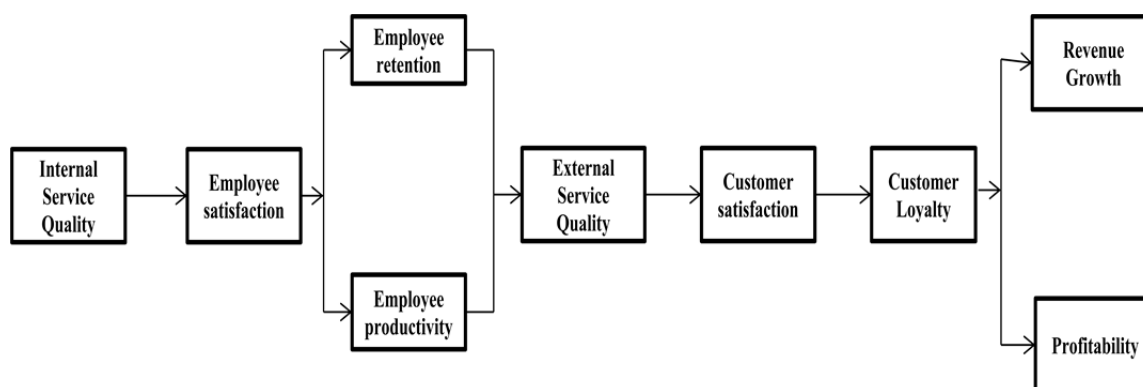 Internal
Service
Quality
Employee
satisfaction
Employee
retention
Employee
productivity
External
Service
Quality
Customer
satisfaction
Customer
Loyalty
Revenue
Growth
Profitability